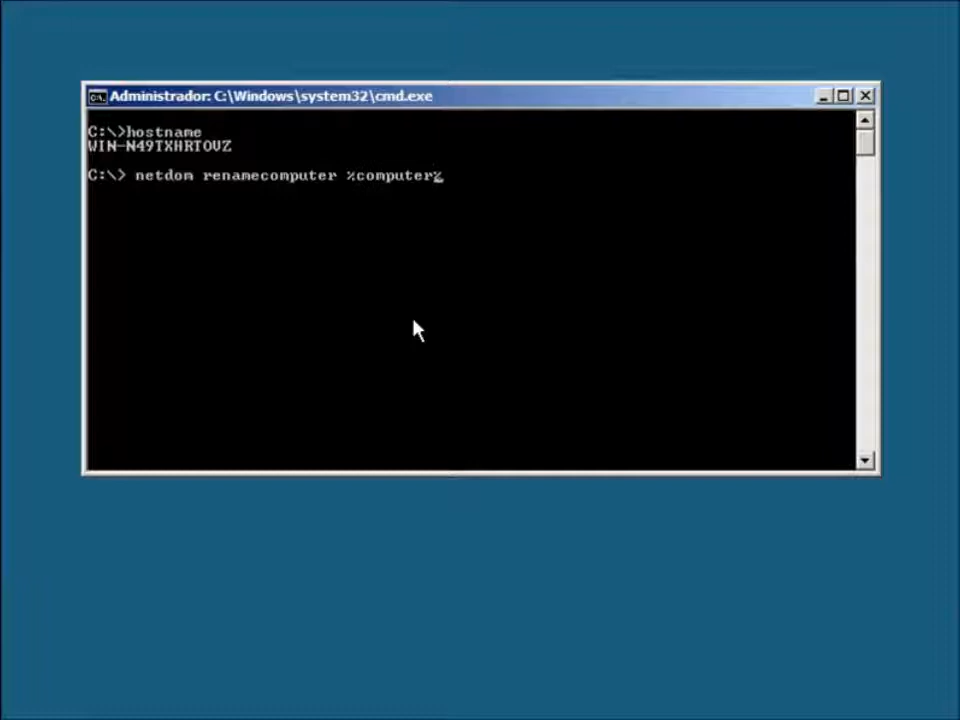 Administrador: C:\Windows\system32\cmd.exe
C:\>hostname
WIN-N49TXHRTOVZ
C:\> netdom renamecomputer %computer%